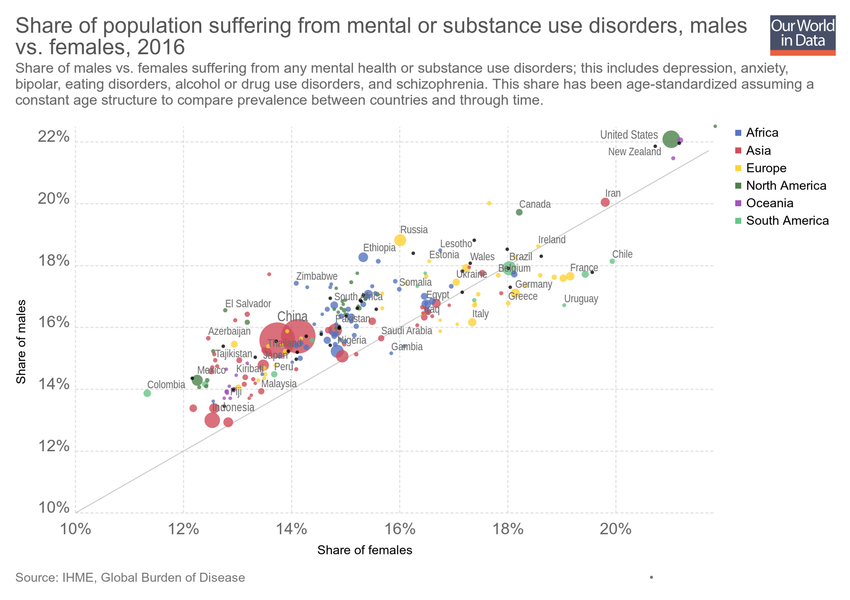 Share of population suffering from mental or substance use disorders, males
vs. females, 2016
Our World
in Data
Share of males vs. females suffering from any mental health or substance use disorders; this includes depression, anxiety,
bipolar, eating disorders, alcohol or drug use disorders, and schizophrenia. This share has been age-standardized assuming a
constant age structure to compare prevalence between countries and through time.
Africa
Asia
Europe
North America
Oceania
South America
22%
United States
New Zealand
20%
Iran
Canada
Russia
Ethiopia
Lesotho
Ireland
Estonia
Wales
Brazil
Chile
18%
Belgium
France
Zimbabwe
Somalia
Ukraine
Germany
El Salvador
South Africa
Egypt
Greece
Uruguay
China
Iraq
16%
Azerbaijan
Pakistan
Saudi Arabia
Italy
Nigeria
Gambia
Tajikistan
Japan
Mexico
Kiribati
Peru
14%
Colombia
Malaysia
Fiji
Indonesia
12%
10%
Share of males
10%
12%
14%
16%
18%
20%
Share of females
Source: IHME, Global Burden of Disease